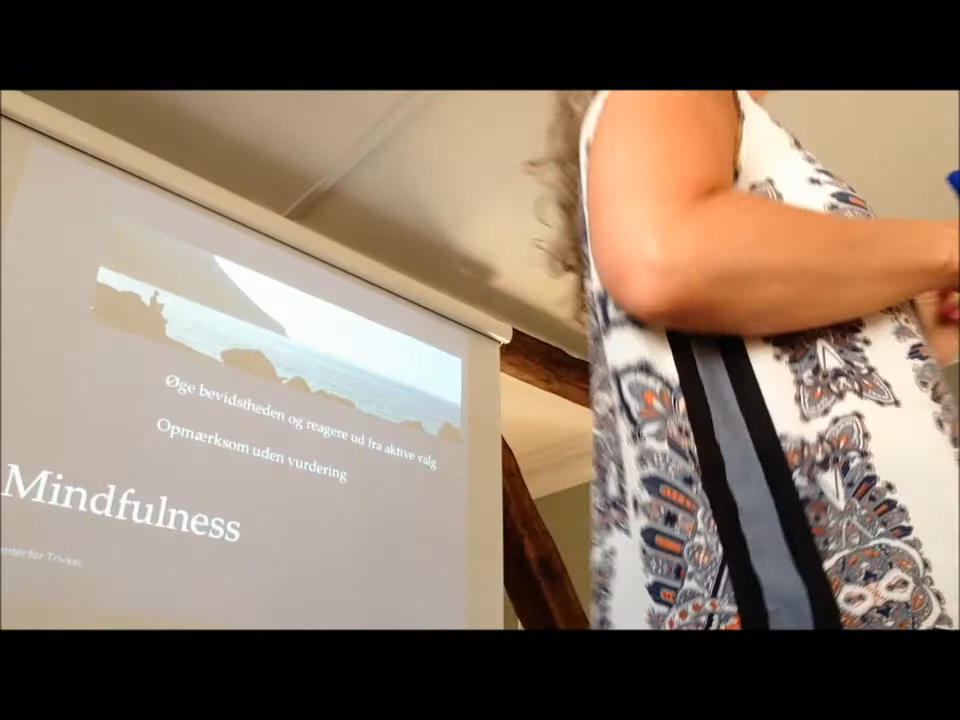 Øge bevidstheden og reagere ud fra aktive valg
Opmærksom uden vurdering
Mindfulness
enter for Trivsel